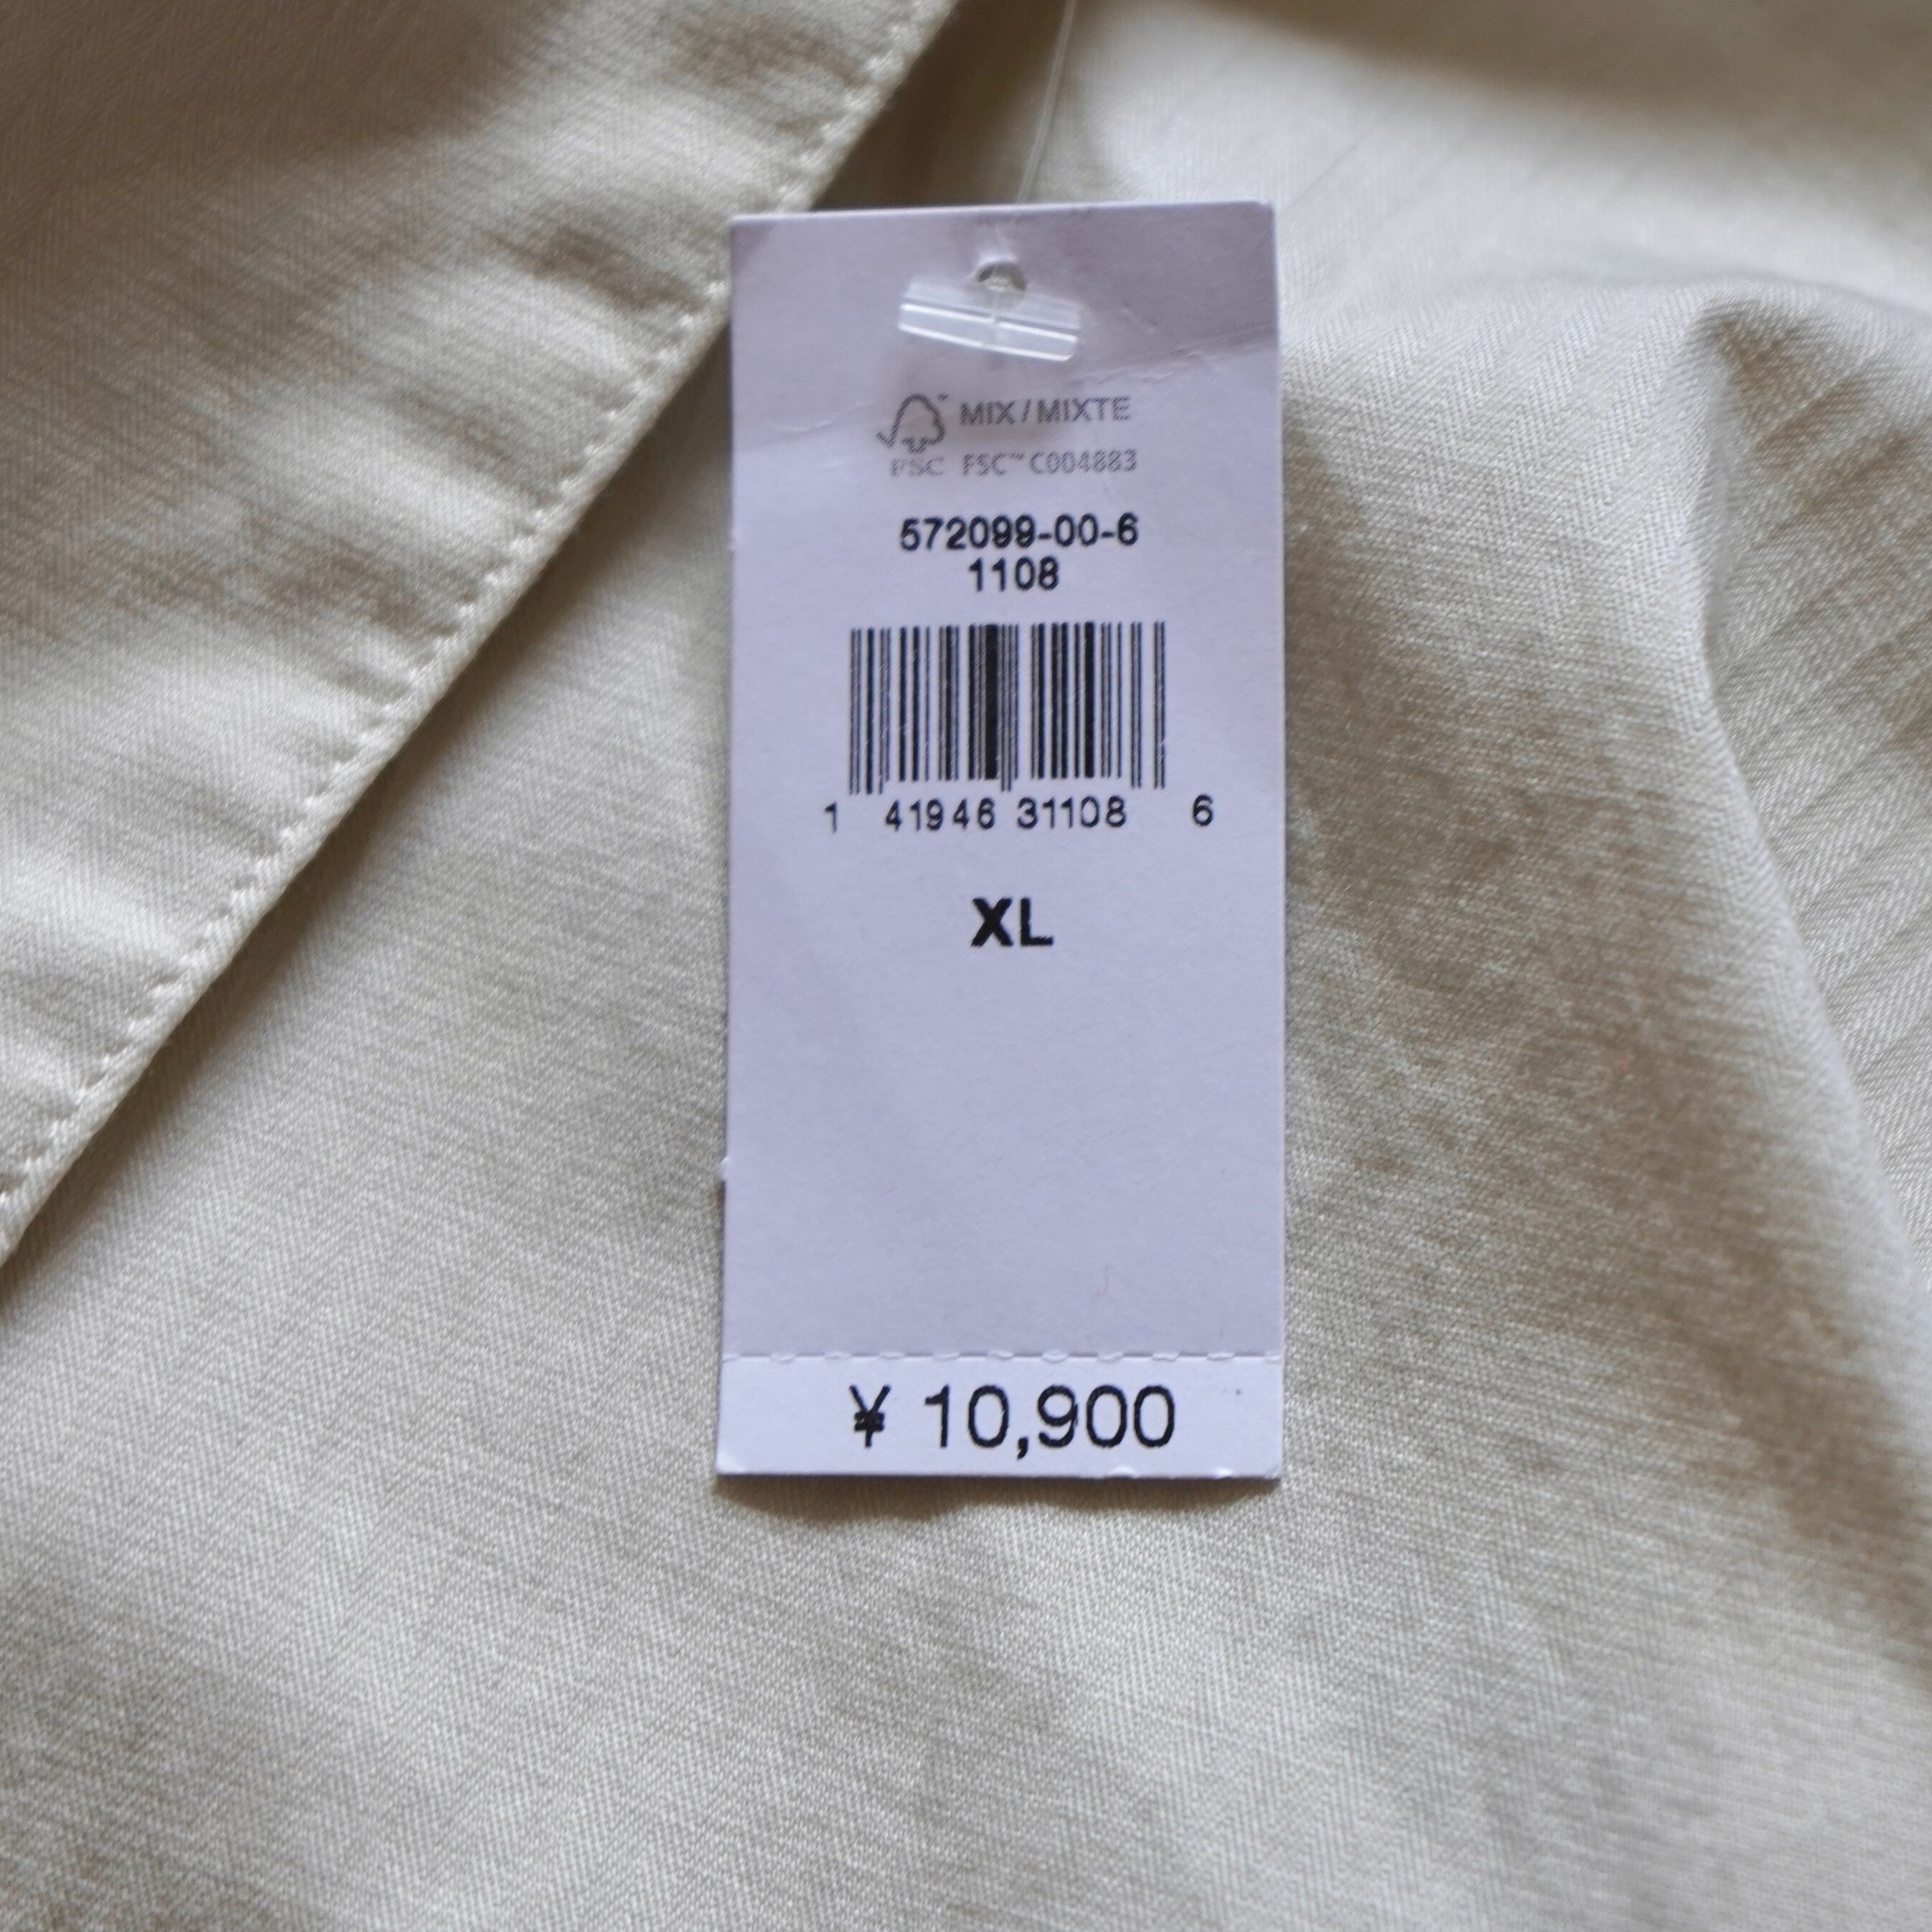 MIX/MIXTE
FSC FSC™ C004883
572099-00-6
1108
1 41946 31108 6
XL
¥ 10,900